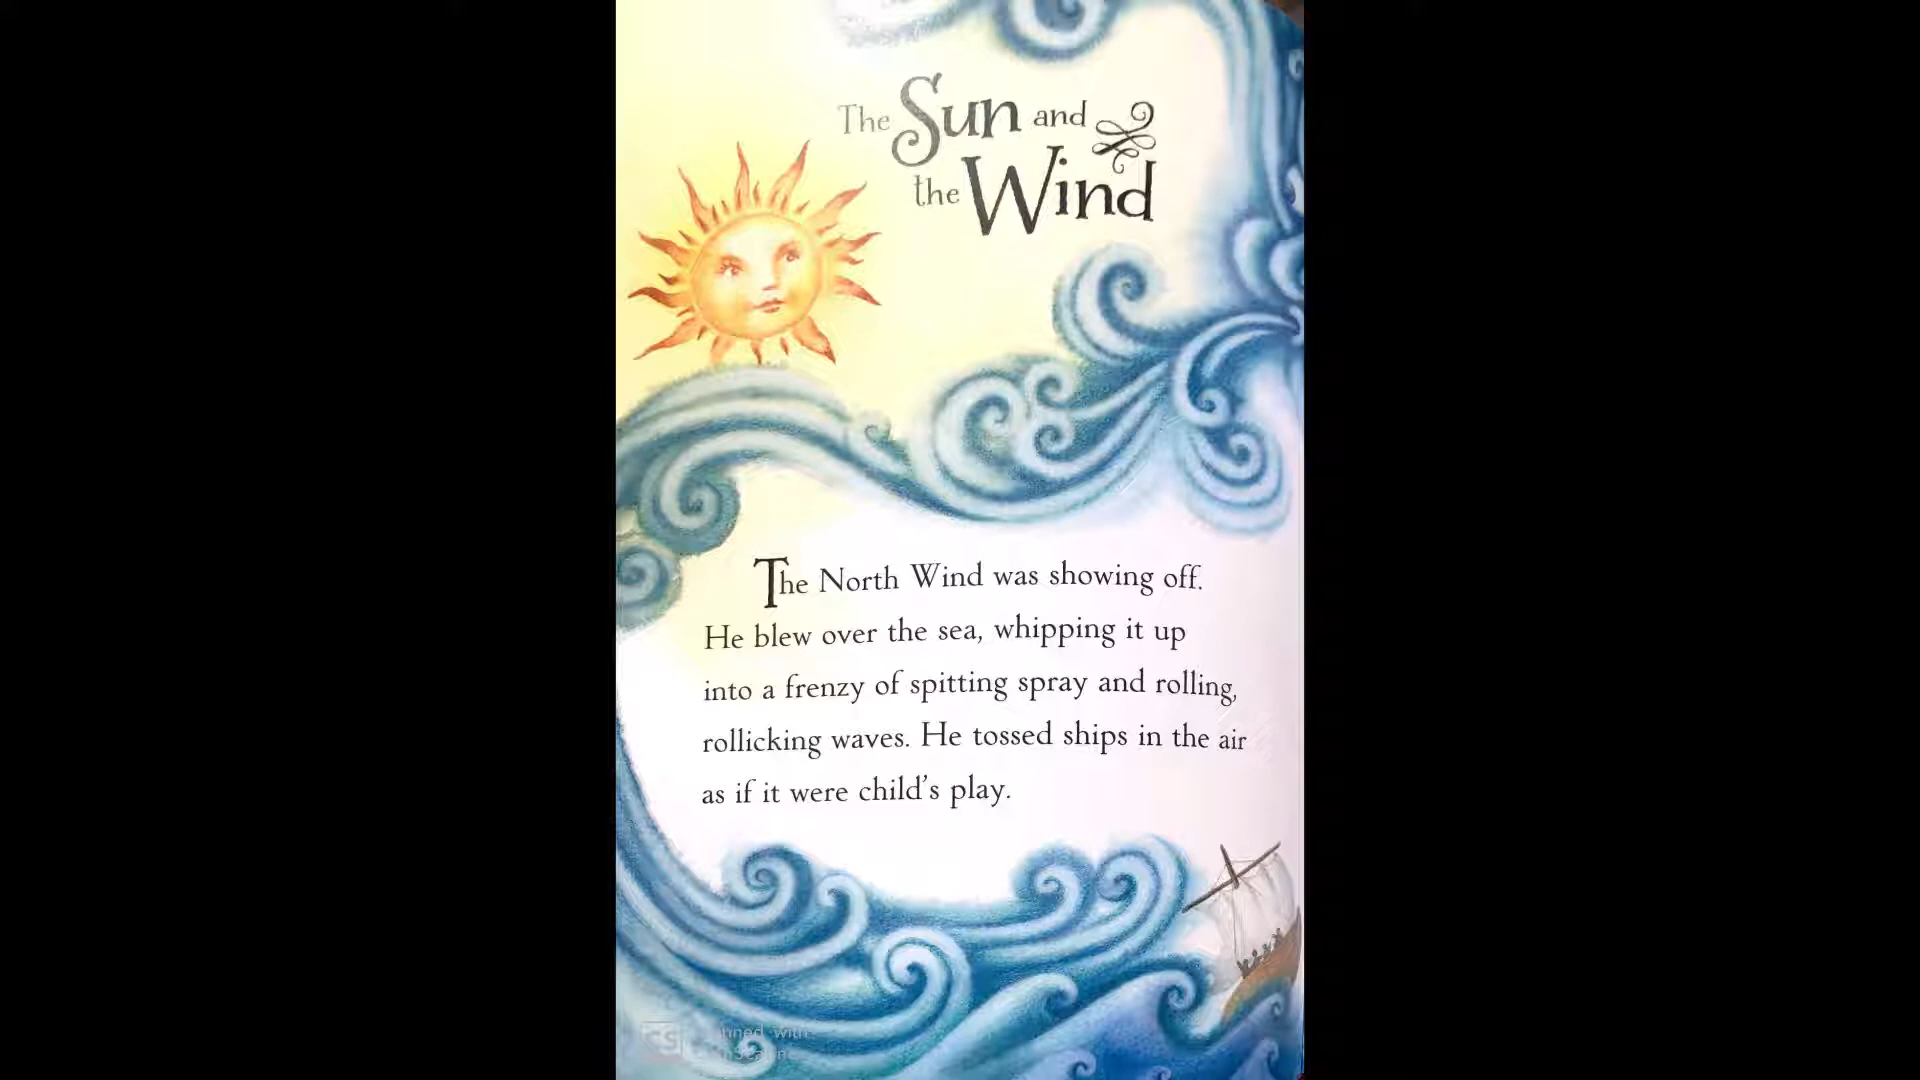 The Sun and
the Wind
The North Wind was showing off.
He blew over the sea, whipping it up
into a frenzy of spitting spray and rolling,
rollicking waves. He tossed ships in the air
as if it were child's play.
CS
with